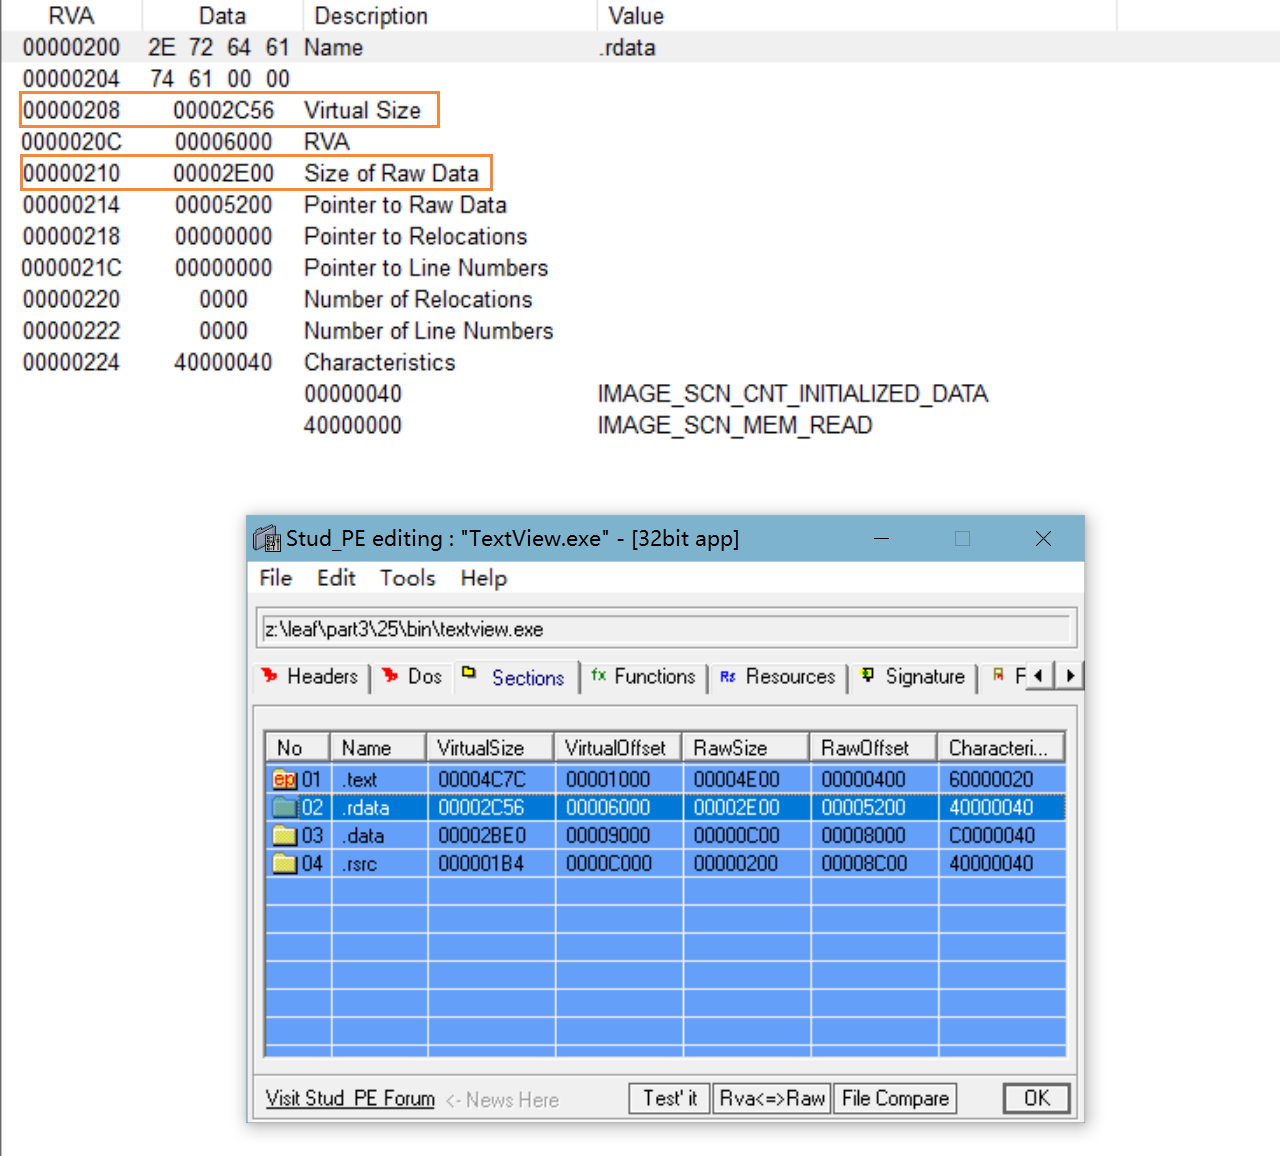 RVA Data Description Value
00000200 2E 72 64 61 Name .rdata
00000204 74 61 00 00
00000208 00002C56 Virtual Size
0000020C 00006000 RVA
00000210 00002E00 Size of Raw Data
00000214 00005200 Pointer to Raw Data
00000218 00000000 Pointer to Relocations
0000021C 00000000 Pointer to Line Numbers
00000220 0000 Number of Relocations
00000222 0000 Number of Line Numbers
00000224 40000040 Characteristics
00000040 IMAGE_SCN_CNT_INITIALIZED_DATA
40000000 IMAGE_SCN_MEM_READ
Stud_PE editing : "TextView.exe" - [32bit app]
File Edit Tools Help
z:\leaf\part3\25\bin\textview.exe
Headers Dos Sections fx Functions Rs Resources Signature F
No Name VirtualSize VirtualOffset RawSize RawOffset Characteri...
ep 01 .text 00004C7C 00001000 00004E00 00000400 60000020
02 .rdata 00002C56 00006000 00002E00 00005200 40000040
03 .data 00002BE0 00009000 00000C00 00008000 C0000040
04 .rsrc 000001B4 0000C000 00000200 00008C00 40000040
Visit Stud_PE Forum <- News Here Test' it Rva<=>Raw File Compare OK